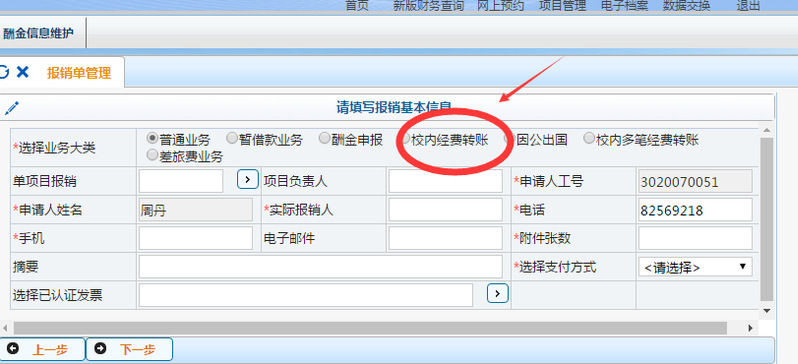 首页 新版财务查询 网上预约 项目管理 电子档案 数据交换 退出
酬金信息维护
报销单管理
请填写报销基本信息
*选择业务大类 普通业务 暂借款业务 酬金申报 校内经费转账 因公出国 校内多笔经费转账
差旅费业务
单项目报销 项目负责人 *申请人工号 3020070051
*申请人姓名 周丹 *实际报销人 *电话 82569218
*手机 电子邮件 *附件张数
摘要 *选择支付方式 <请选择>
选择已认证发票
上一步 下一步